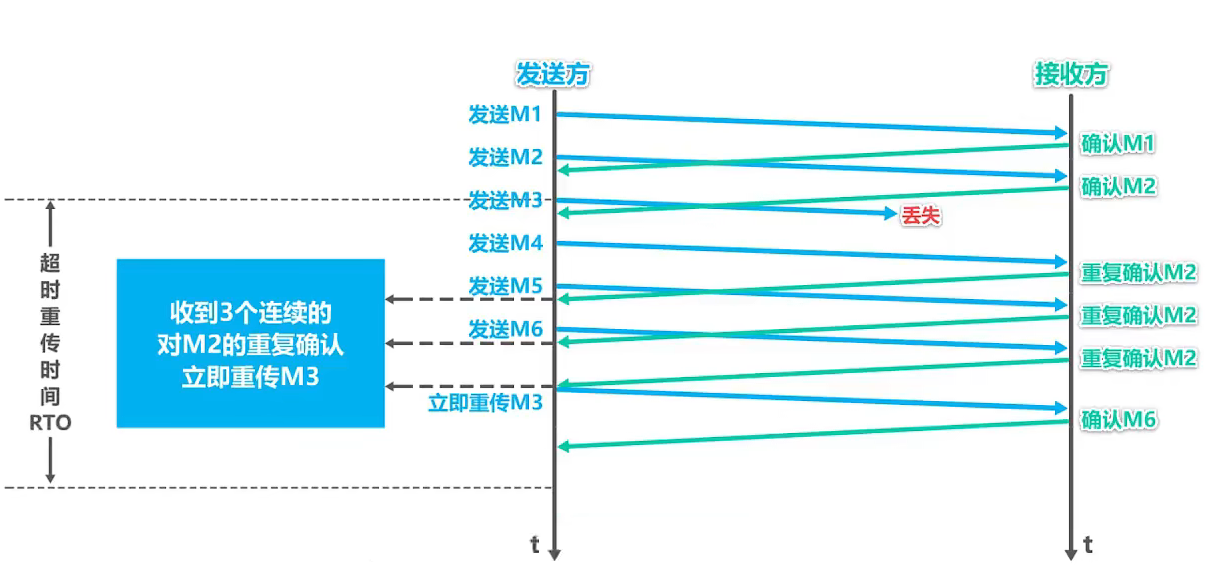 发送方
接收方
发送M1
确认M1
发送M2
确认M2
发送M3
丢失
发送M4
重复确认M2
发送M5
重复确认M2
发送M6
重复确认M2
立即重传M3
确认M6
超
时
重
传
时
间
RTO
收到3个连续的
对M2的重复确认
立即重传M3
t
t